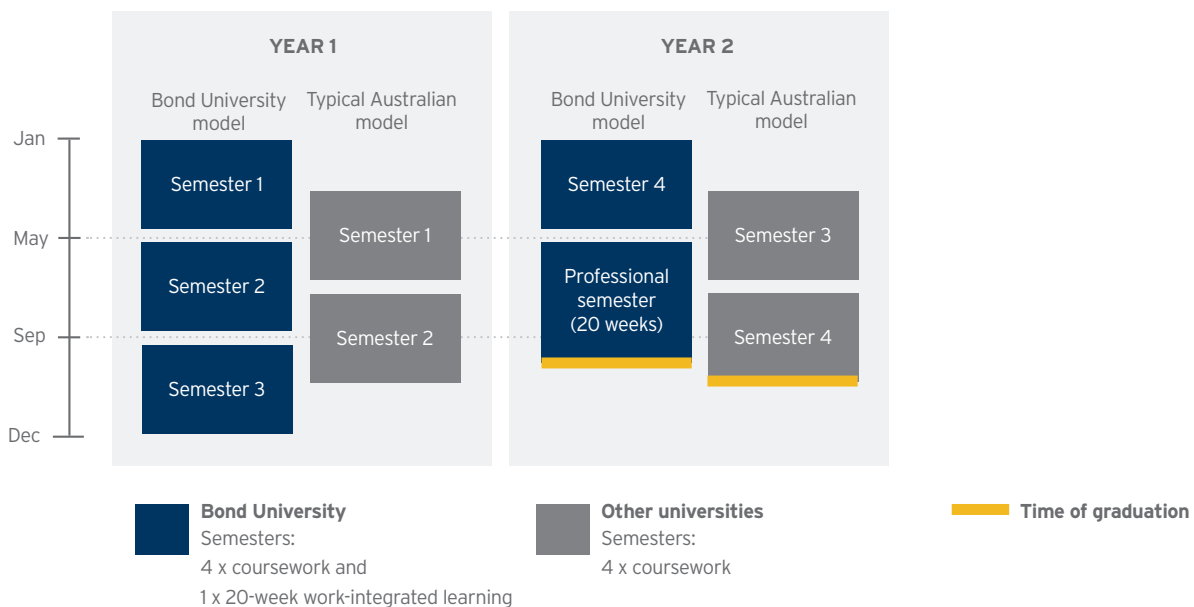 YEAR 1
YEAR 2
Bond University
model
Typical Australian
model
Bond University
model
Typical Australian
model
Jan
May
Sep
Dec
Semester 1
Semester 2
Semester 3
Semester 1
Semester 2
Semester 4
Professional
semester
(20 weeks)
Semester 3
Semester 4
Bond University
Semesters:
4 x coursework and
1 x 20-week work-integrated learning
Other universities
Semesters:
4 x coursework
Time of graduation